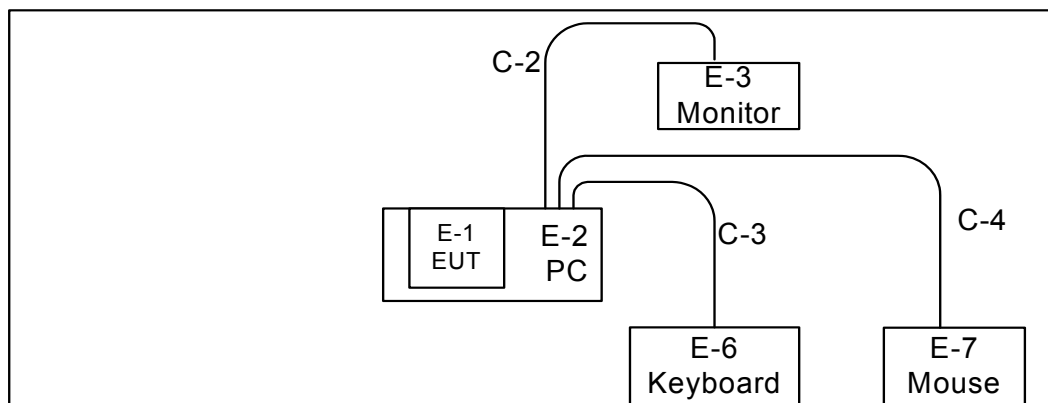 C-2
E-3
Monitor
E-1
EUT
E-2
PC
C-3
C-4
E-6
Keyboard
E-7
Mouse